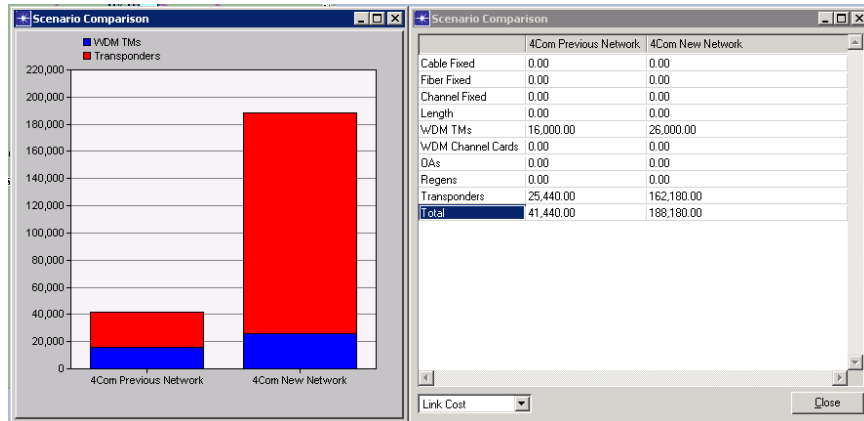 Scenario Comparison
WDM TMs
Transponders
220,000
200,000
180,000
160,000
140,000
120,000
100,000
80,000
60,000
40,000
20,000
0
4Com Previous Network 4Com New Network
Scenario Comparison
4Com Previous Network 4Com New Network
Cable Fixed 0.00 0.00
Fiber Fixed 0.00 0.00
Channel Fixed 0.00 0.00
Length 0.00 0.00
WDM TMs 16,000.00 26,000.00
WDM Channel Cards 0.00 0.00
OAs 0.00 0.00
Regens 0.00 0.00
Transponders 25,440.00 162,180.00
Total 41,440.00 188,180.00
Link Cost
Close